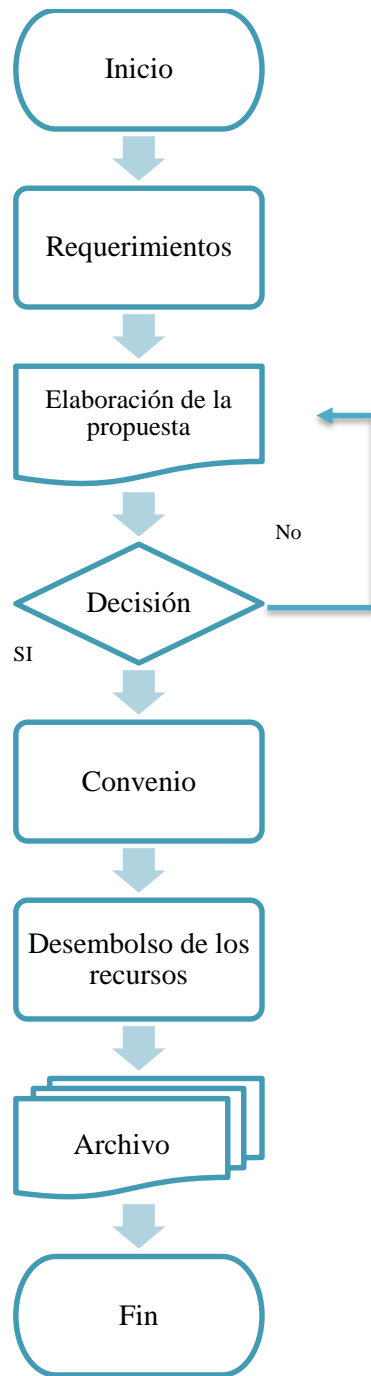 Inicio
Requerimientos
Elaboración de la
propuesta
No
Decisión
SI
Convenio
Desembolso de los
recursos
Archivo
Fin